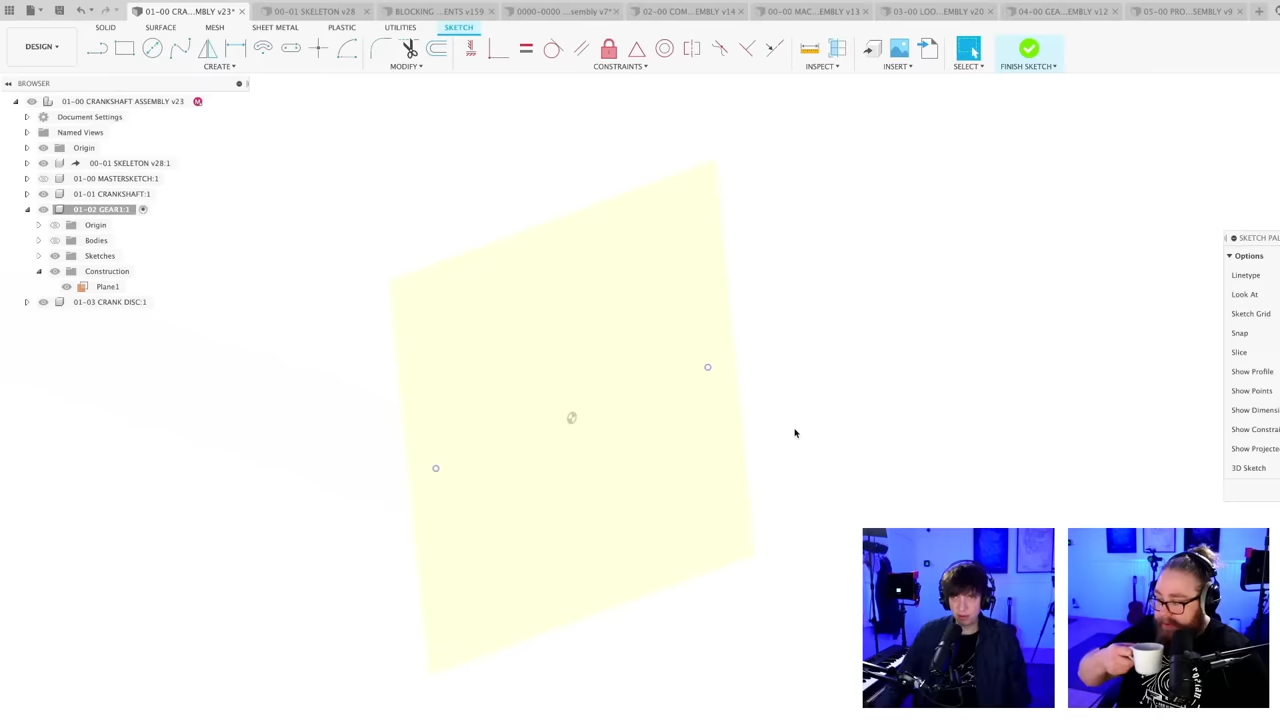 01-00 CRA...MBLY v23*
00-01 SKELETON v28
BLOCKING ...ENTS v159
0000-0000 ...sembly v7*
02-00 COM...EMBLY v14
00-00 MAC...EMBLY v13
03-00 LOO...EMBLY v20
04-00 GEA...EMBLY v12
05-00 PRO...SEMBLY v9
SOLID
SURFACE
MESH
SHEET METAL
PLASTIC
UTILITIES
SKETCH
DESIGN
CREATE
MODIFY
CONSTRAINTS
INSPECT
INSERT
SELECT
FINISH SKETCH
BROWSER
01-00 CRANKSHAFT ASSEMBLY v23
M
Document Settings
Named Views
Origin
00-01 SKELETON v28:1
01-00 MASTERSKETCH:1
01-01 CRANKSHAFT:1
01-02 GEAR1:1
Origin
Bodies
Sketches
Construction
Plane1
01-03 CRANK DISC:1
SKETCH PAL
Options
Linetype
Look At
Sketch Grid
Snap
Slice
Show Profile
Show Points
Show Dimensi
Show Constrai
Show Projecte
3D Sketch